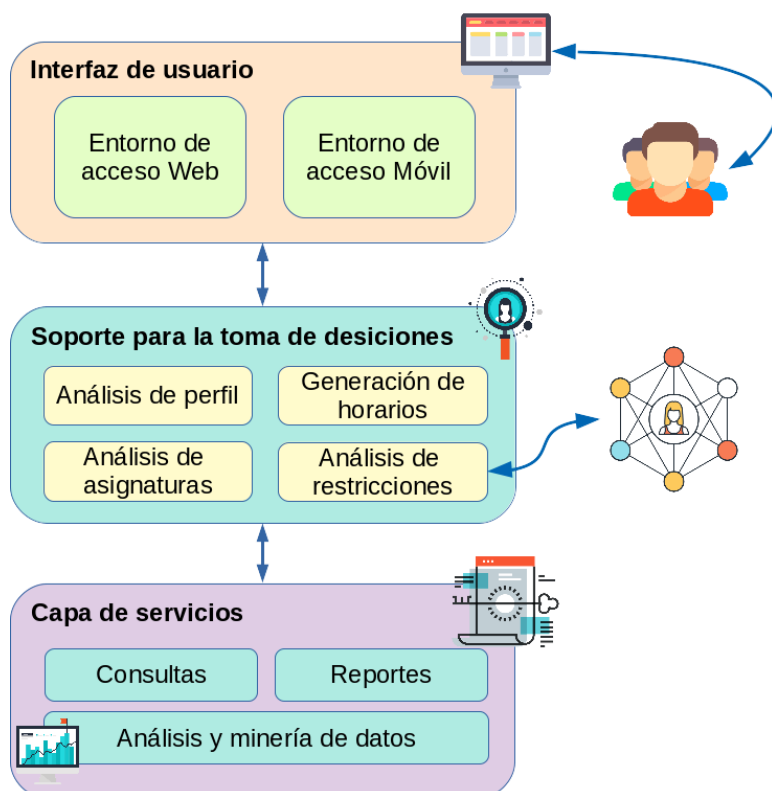 Interfaz de usuario
Entorno de
acceso Web
Entorno de
acceso Móvil
Soporte para la toma de desiciones
Análisis de perfil
Generación de
horarios
Análisis de
asignaturas
Análisis de
restricciones
Capa de servicios
Consultas
Reportes
Análisis y minería de datos